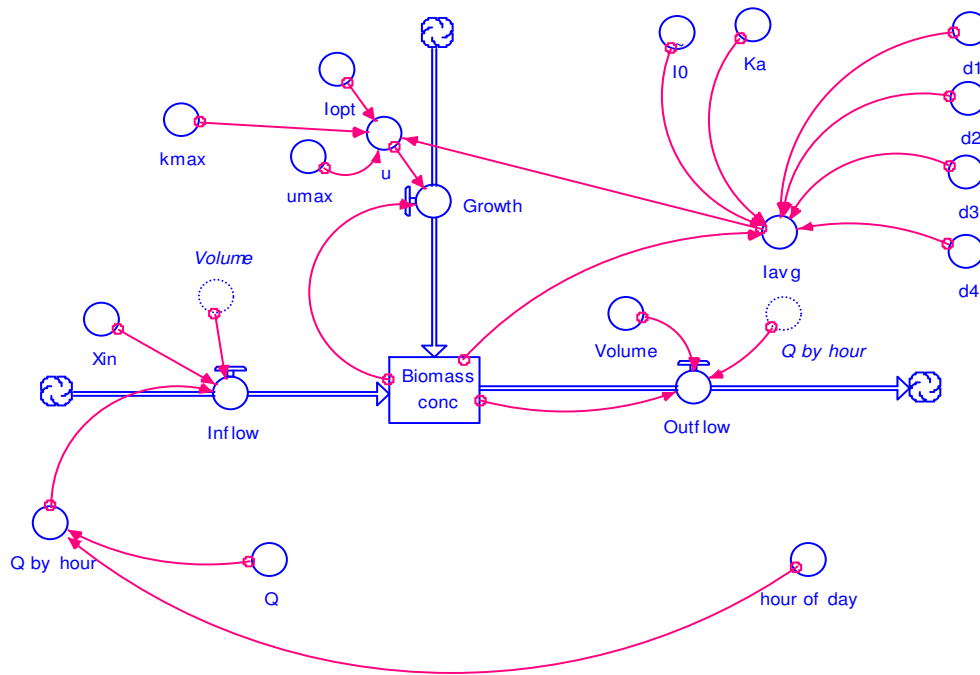 I0
Ka
d1
Iopt
d2
kmax
umax
u
d3
Growth
Volume
Iavg
d4
Xin
Volume
Q by hour
Biomass
conc
Inflow
Outflow
Q by hour
Q
hour of day